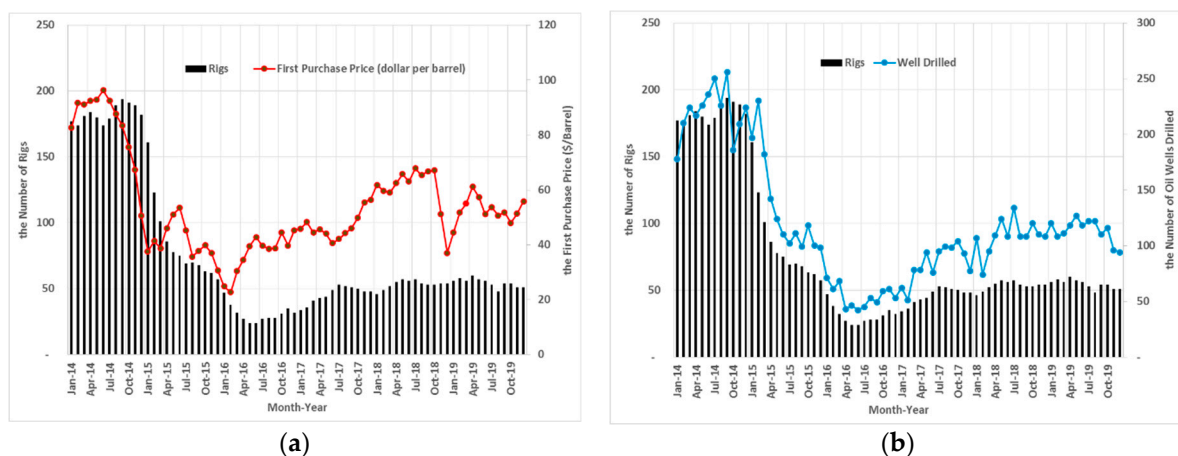 250
200
150
100
50
-
the Number of Rigs
Rigs
First Purchase Price (dollar per barrel)
120
100
80
60
40
20
0
the First Purchase Price ($/Barrel)
Jan-14
Apr-14
Jul-14
Oct-14
Jan-15
Apr-15
Jul-15
Oct-15
Jan-16
Apr-16
Jul-16
Oct-16
Jan-17
Apr-17
Jul-17
Oct-17
Jan-18
Apr-18
Jul-18
Oct-18
Jan-19
Apr-19
Jul-19
Oct-19
Month-Year
(a)
250
200
150
100
50
-
the Numer of Rigs
Rigs
Well Drilled
300
250
200
150
100
50
-
the Number of Oil Wells Drilled
Jan-14
Apr-14
Jul-14
Oct-14
Jan-15
Apr-15
Jul-15
Oct-15
Jan-16
Apr-16
Jul-16
Oct-16
Jan-17
Apr-17
Jul-17
Oct-17
Jan-18
Apr-18
Jul-18
Oct-18
Jan-19
Apr-19
Jul-19
Oct-19
Month-Year
(b)